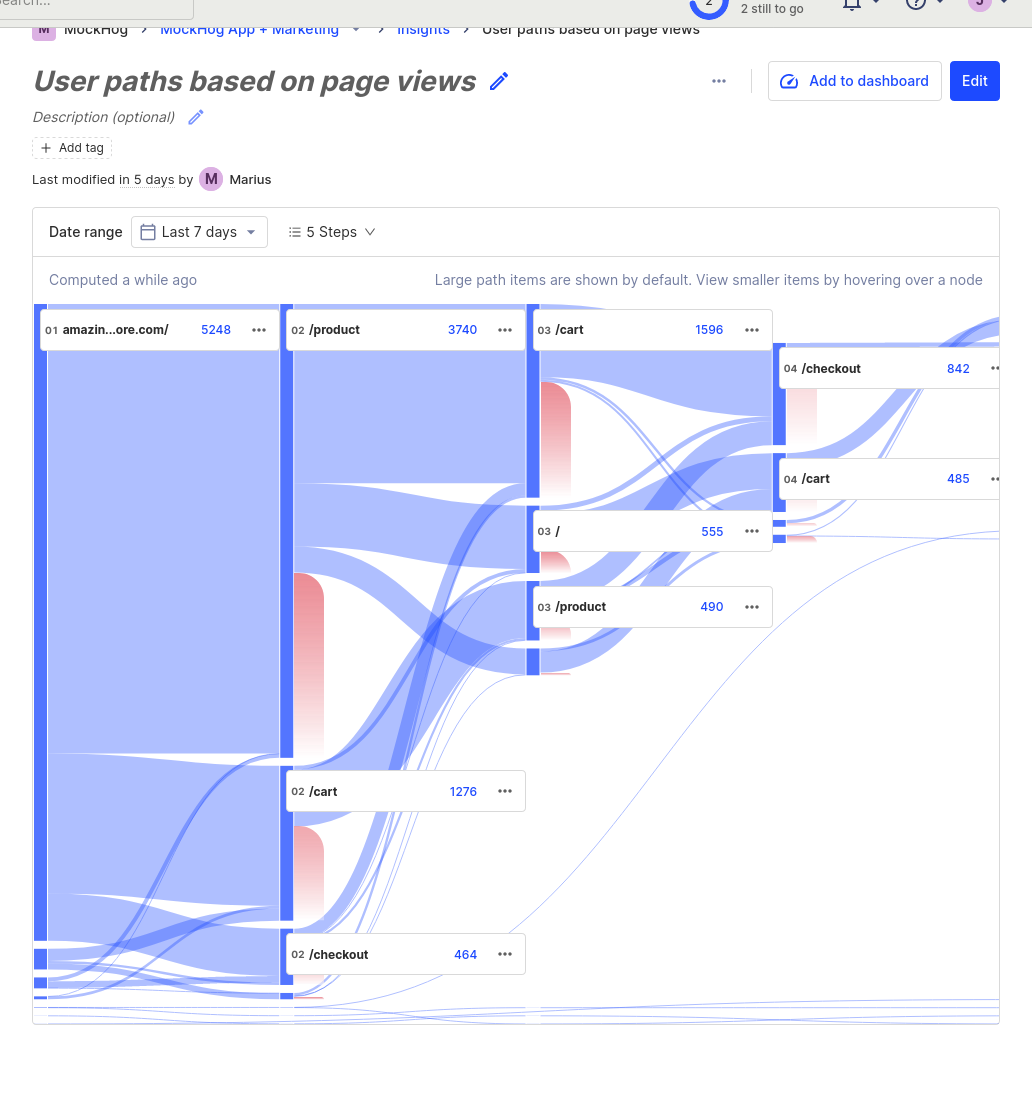 Search...
2
2 still to go
J
M MockHog > MockHog App + Marketing > Insights > User paths based on page views
User paths based on page views
Add to dashboard
Edit
Description (optional)
+ Add tag
Last modified in 5 days by M Marius
Date range Last 7 days 5 Steps
Computed a while ago
Large path items are shown by default. View smaller items by hovering over a node
01 amazin...ore.com/ 5248
02 /product 3740
03 /cart 1596
04 /checkout 842
04 /cart 485
03 / 555
03 /product 490
02 /cart 1276
02 /checkout 464